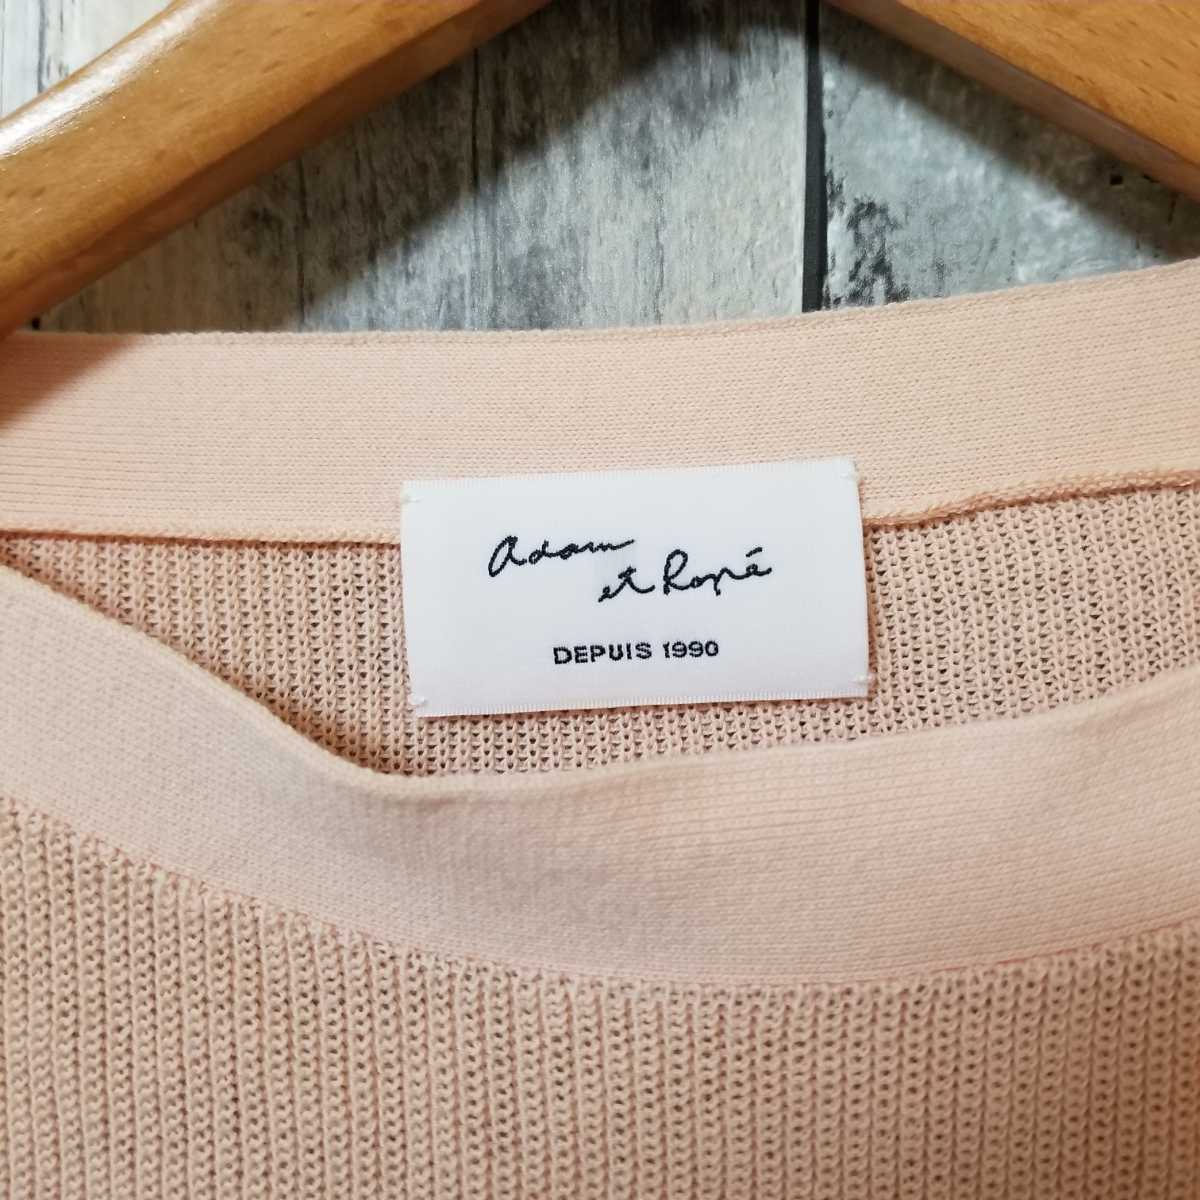 Adam
et Ropé
DEPUIS 1990